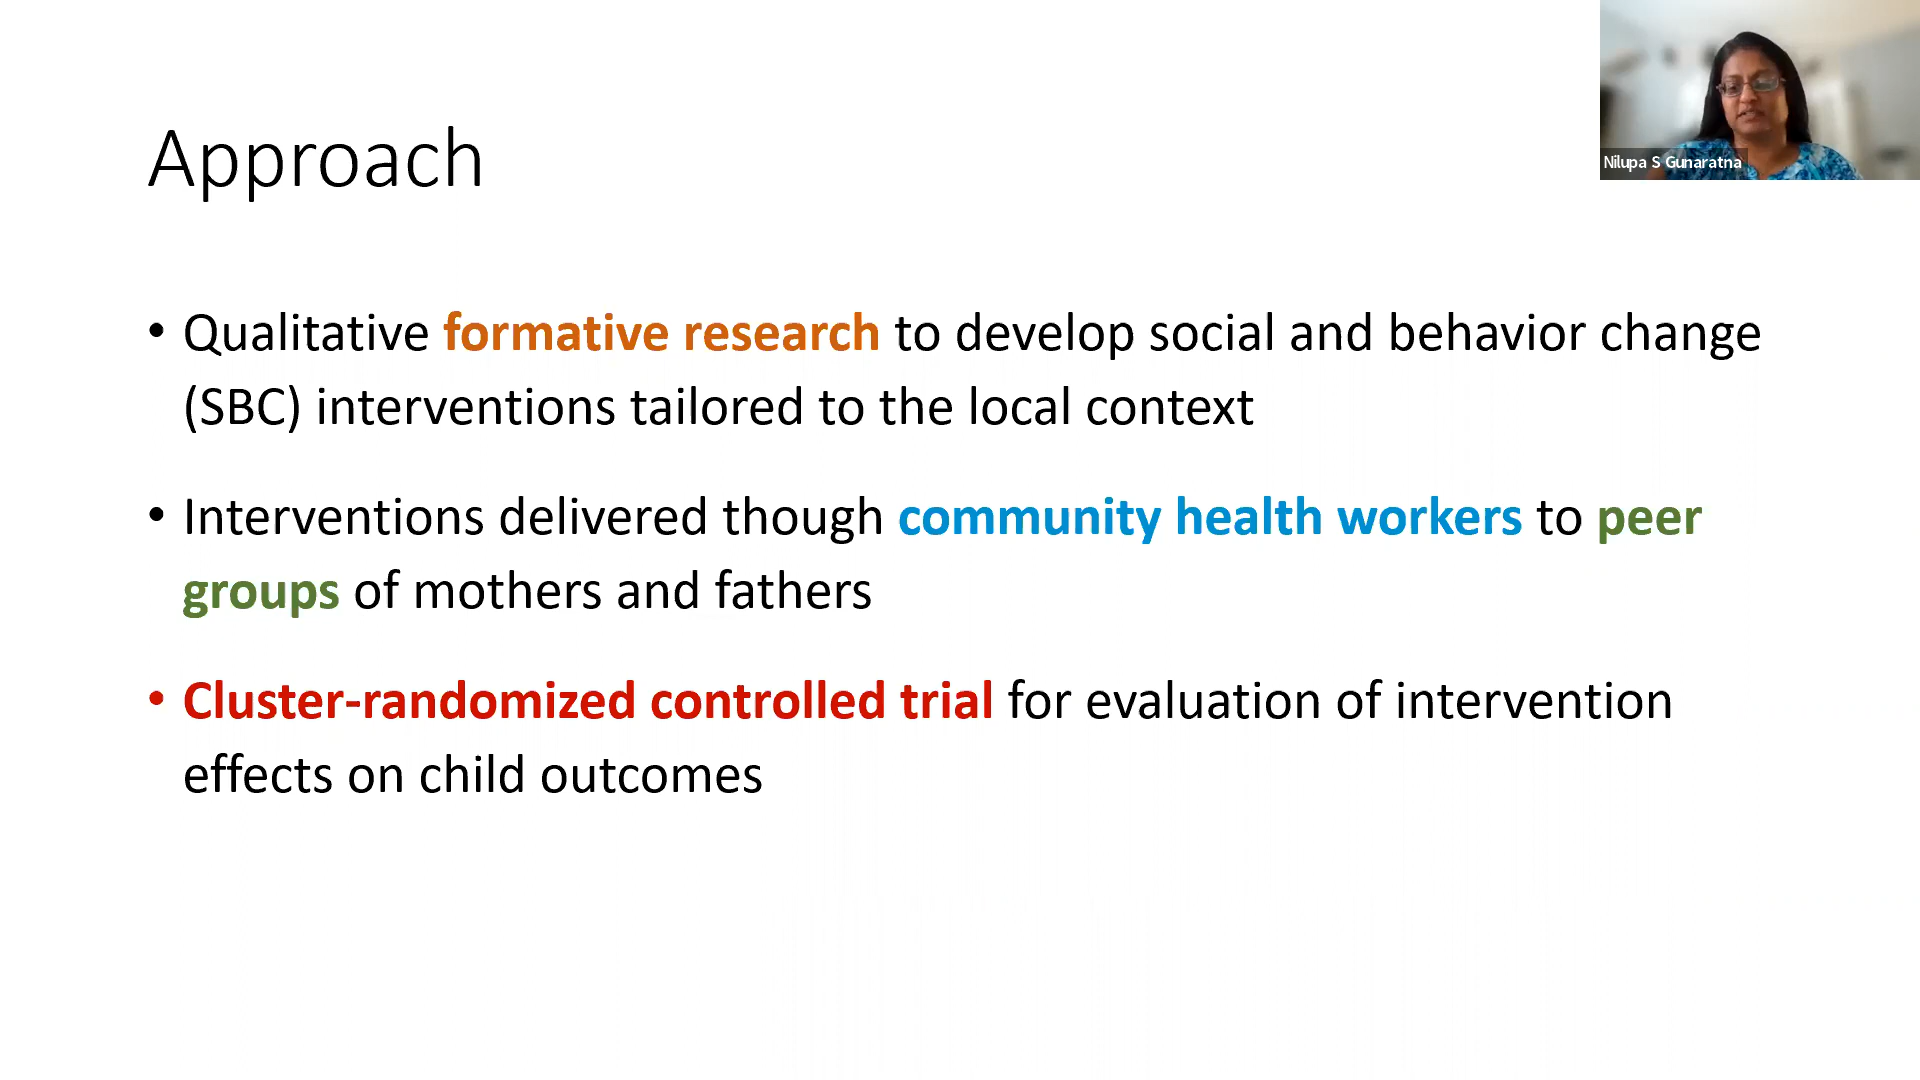 Nilupa S Gunaratna
Approach
• Qualitative formative research to develop social and behavior change
(SBC) interventions tailored to the local context
• Interventions delivered though community health workers to peer
groups of mothers and fathers
• Cluster-randomized controlled trial for evaluation of intervention
effects on child outcomes